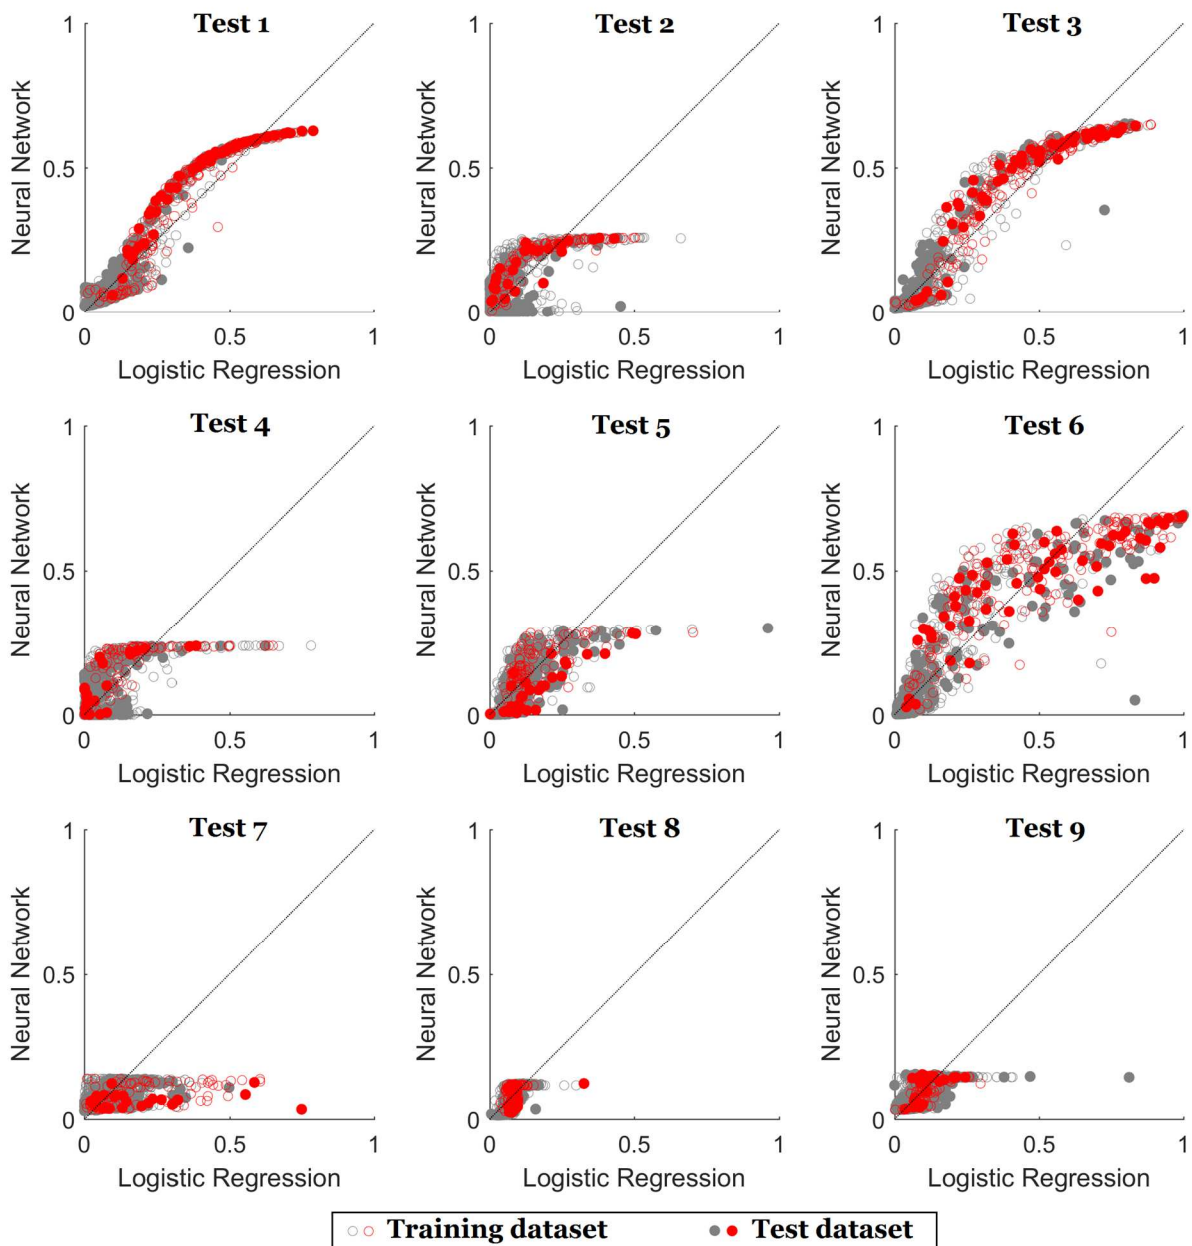 Test 1
Test 2
Test 3
1
0.5
0
Neural Network
0
0.5
1
Logistic Regression
1
0.5
0
Neural Network
0
0.5
1
Logistic Regression
1
0.5
0
Neural Network
0
0.5
1
Logistic Regression
Test 4
Test 5
Test 6
1
0.5
0
Neural Network
0
0.5
1
Logistic Regression
1
0.5
0
Neural Network
0
0.5
1
Logistic Regression
1
0.5
0
Neural Network
0
0.5
1
Logistic Regression
Test 7
Test 8
Test 9
1
0.5
0
Neural Network
0
0.5
1
Logistic Regression
1
0.5
0
Neural Network
0
0.5
1
Logistic Regression
1
0.5
0
Neural Network
0
0.5
1
Logistic Regression
Training dataset
Test dataset